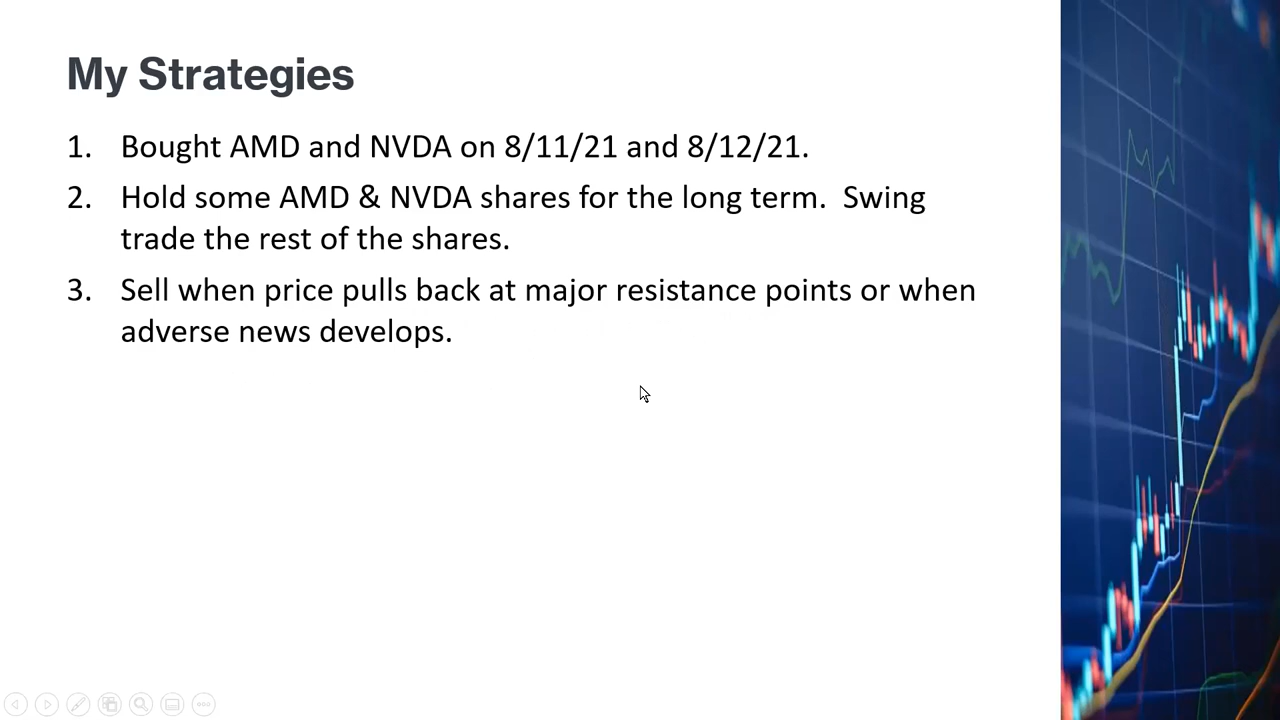 My Strategies
1. Bought AMD and NVDA on 8/11/21 and 8/12/21.
2. Hold some AMD & NVDA shares for the long term.  Swing
trade the rest of the shares.
3. Sell when price pulls back at major resistance points or when
adverse news develops.